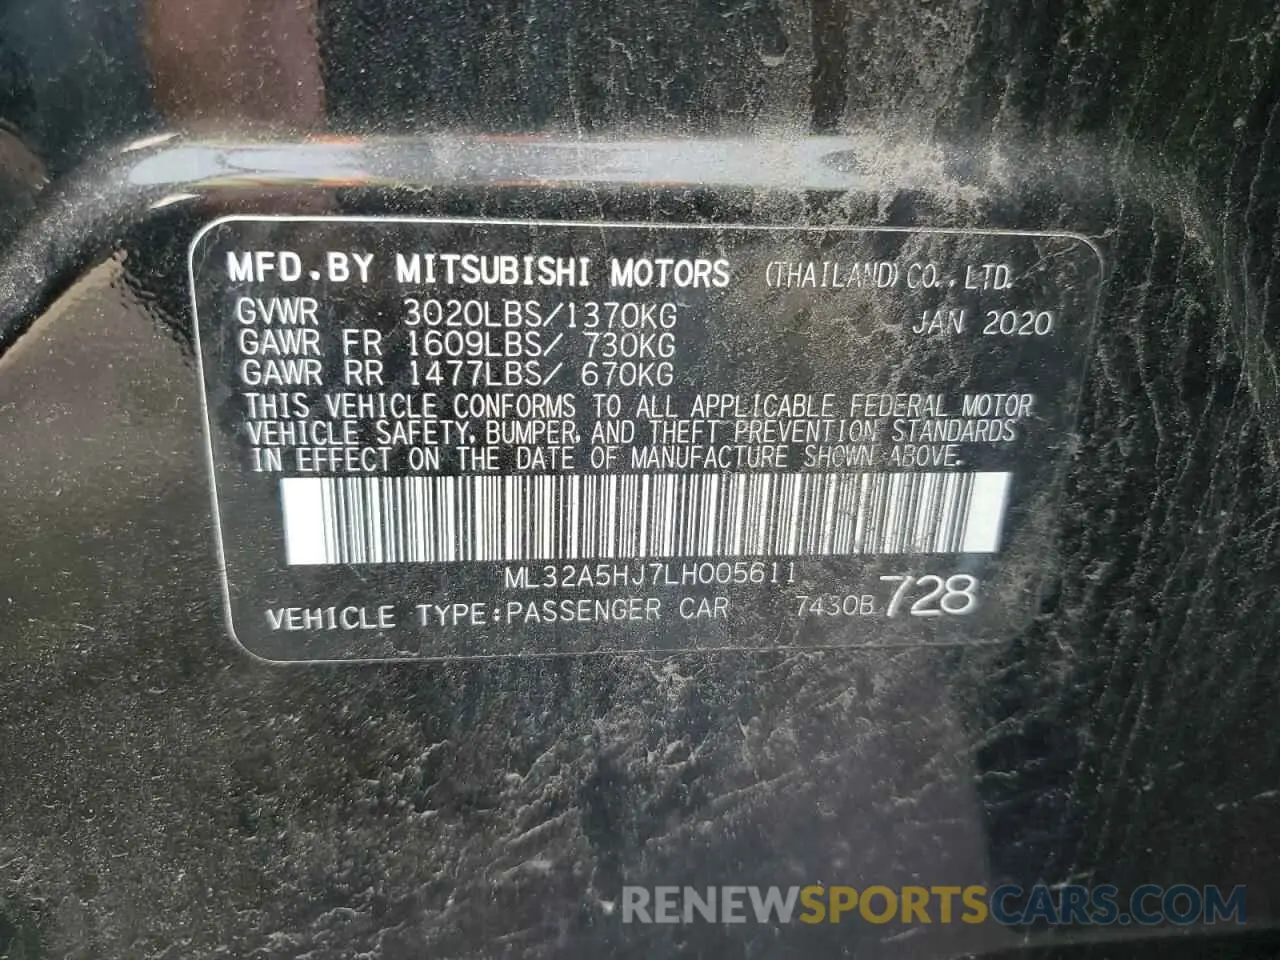 MFD.BY MITSUBISHI MOTORS (THAILAND) CO., LTD.
GVWR 3020LBS/1370KG JAN 2020
GAWR FR 1609LBS/ 730KG
GAWR RR 1477LBS/ 670KG
THIS VEHICLE CONFORMS TO ALL APPLICABLE FEDERAL MOTOR
VEHICLE SAFETY, BUMPER, AND THEFT PREVENTION STANDARDS
IN EFFECT ON THE DATE OF MANUFACTURE SHOWN ABOVE.
ML32A5HJ7LH005611
VEHICLE TYPE:PASSENGER CAR 7430B728
RENEWSPORTSCARS.COM